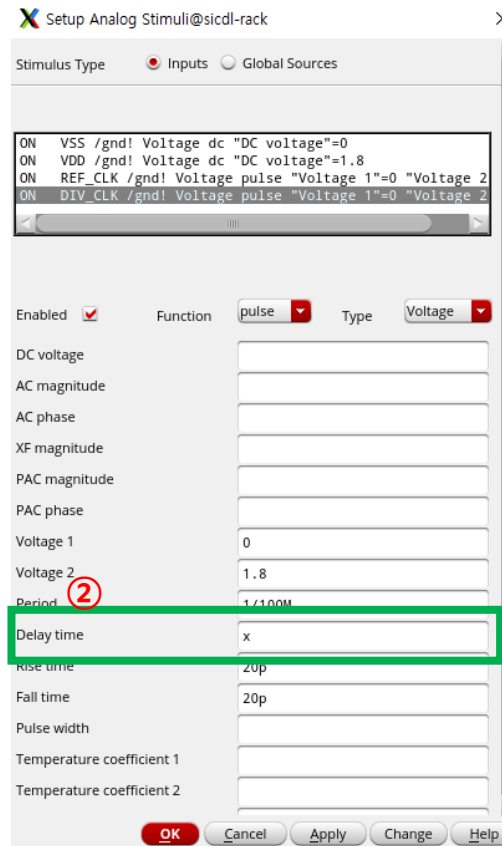 Setup Analog Stimuli@sicdl-rack
Stimulus Type Inputs Global Sources
ON VSS /gnd! Voltage dc "DC voltage"=0
ON VDD /gnd! Voltage dc "DC voltage"=1.8
ON REF_CLK /gnd! Voltage pulse "Voltage 1"=0 "Voltage 2
ON DIV_CLK /gnd! Voltage pulse "Voltage 1"=0 "Voltage 2
Enabled Function pulse Type Voltage
DC voltage
AC magnitude
AC phase
XF magnitude
PAC magnitude
PAC phase
Voltage 1 0
Voltage 2 1.8
②
Period 1/100M
Delay time x
Rise time 20p
Fall time 20p
Pulse width
Temperature coefficient 1
Temperature coefficient 2
OK Cancel Apply Change Help